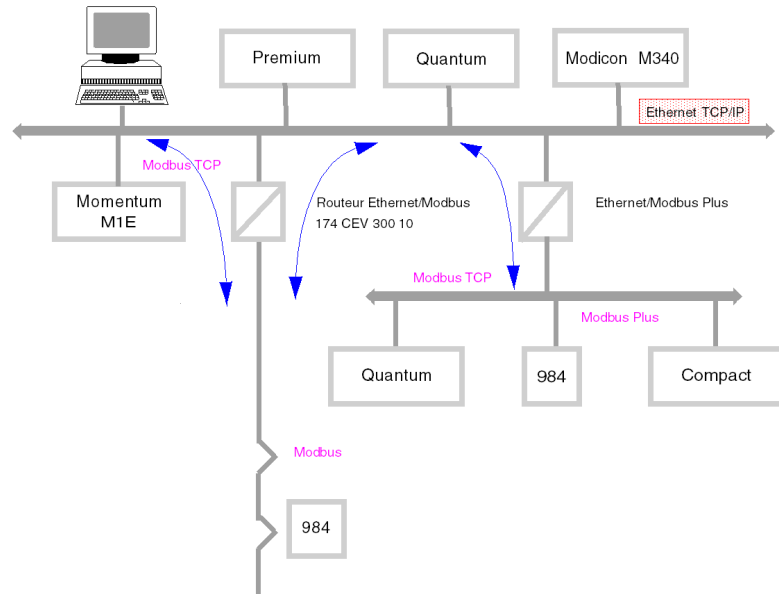 Premium
Quantum
Modicon M340
Ethernet TCP/IP
Modbus TCP
Momentum
M1E
Routeur Ethernet/Modbus
174 CEV 300 10
Ethernet/Modbus Plus
Modbus TCP
Modbus Plus
Quantum
984
Compact
Modbus
984